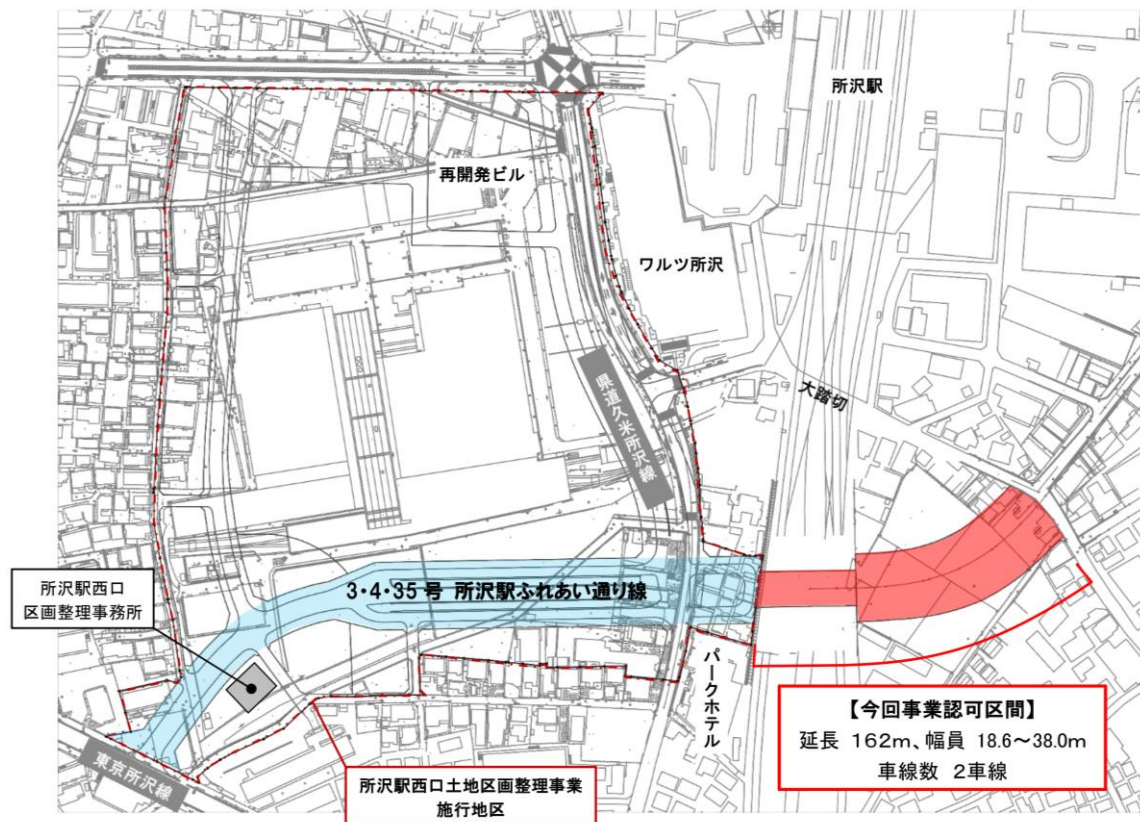 所沢駅
再開発ビル
ワルツ所沢
県道久米所沢線
大踏切
3・4・35号 所沢駅ふれあい通り線
所沢駅西口
区画整理事務所
パークホテル
東京所沢線
所沢駅西口土地区画整理事業
施行地区
【今回事業認可区間】
延長 162m、幅員 18.6～38.0m
車線数 2車線